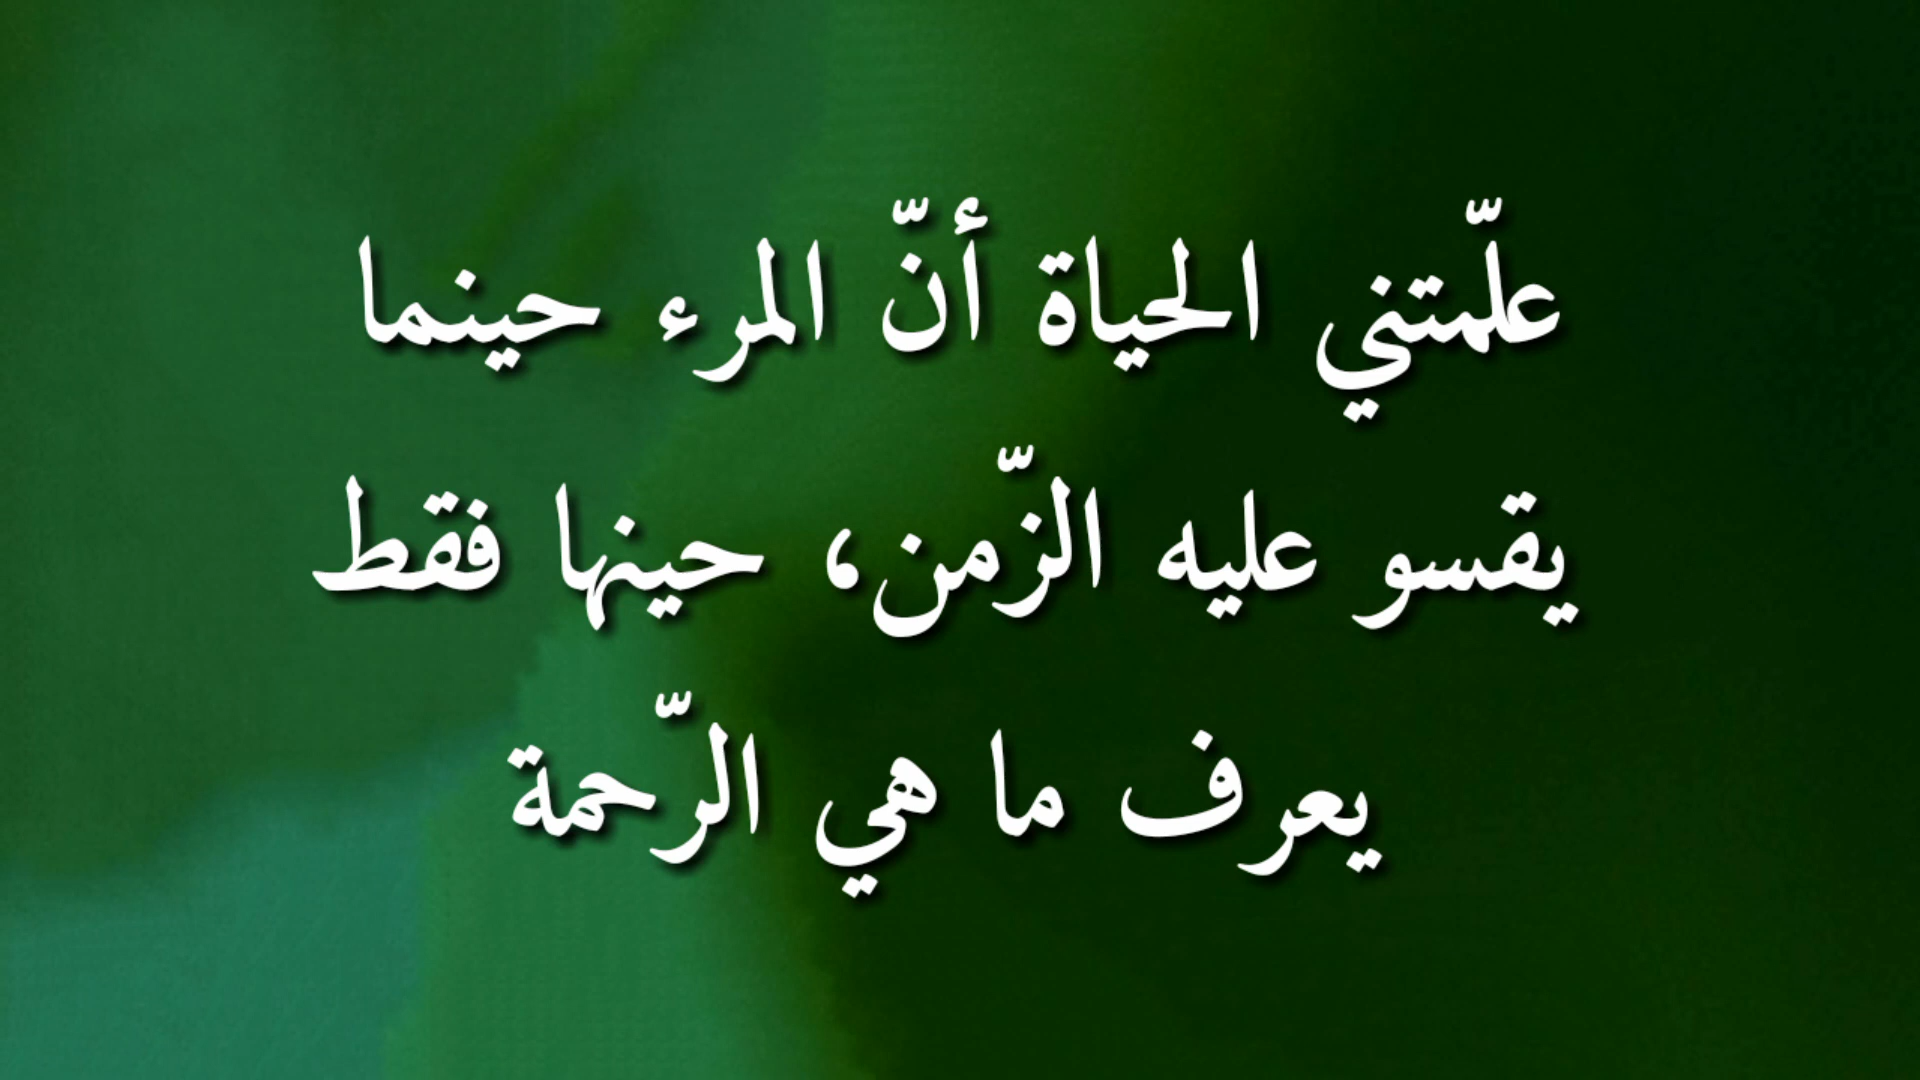 علّمتني الحياة أنّ المرء حينما
يقسو عليه الزّمن، حينها فقط
يعرف ما هي الرّحمة